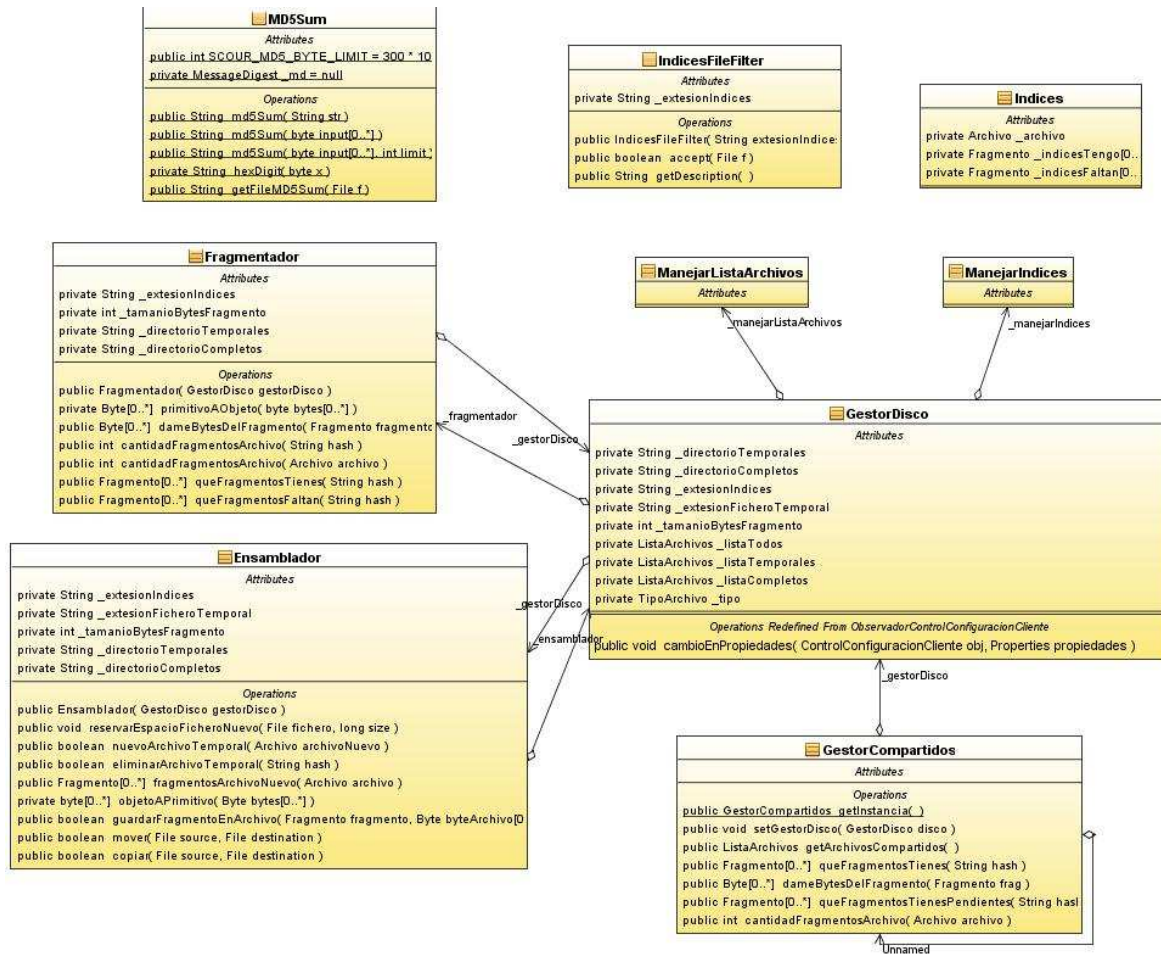 MD5Sum
Attributes
public int SCOUR_MD5_BYTE_LIMIT = 300 * 10
private MessageDigest _md = null
Operations
public String md5Sum( String str )
public String md5Sum( byte input[0..*] )
public String md5Sum( byte input[0..*], int limit )
private String hexDigit( byte x )
public String getFileMD5Sum( File f )
IndicesFileFilter
Attributes
private String _extesionIndices
Operations
public IndicesFileFilter( String extesionIndice
public boolean accept( File f )
public String getDescription( )
Indices
Attributes
private Archivo _archivo
private Fragmento _indicesTengo[0..
private Fragmento _indicesFaltan[0..
Fragmentador
Attributes
private String _extesionIndices
private int _tamanioBytesFragmento
private String _directorioTemporales
private String _directorioCompletos
Operations
public Fragmentador( GestorDisco gestorDisco )
private Byte[0..*] primitivoAObjeto( byte bytes[0..*] )
public Byte[0..*] dameBytesDelFragmento( Fragmento fragmento
public int cantidadFragmentosArchivo( String hash )
public int cantidadFragmentosArchivo( Archivo archivo )
public Fragmento[0..*] queFragmentosTienes( String hash )
public Fragmento[0..*] queFragmentosFaltan( String hash )
ManejarListaArchivos
Attributes
ManejarIndices
Attributes
_manejarListaArchivos
_manejarIndices
_fragmentador
_gestorDisco
GestorDisco
Attributes
private String _directorioTemporales
private String _directorioCompletos
private String _extesionIndices
private String _extesionFicheroTemporal
private int _tamanioBytesFragmento
private ListaArchivos _listaTodos
private ListaArchivos _listaTemporales
private ListaArchivos _listaCompletos
private TipoArchivo _tipo
Operations Redefined From ObservadorControlConfiguracionCliente
public void cambioEnPropiedades( ControlConfiguracionCliente obj, Properties propiedades )
Ensamblador
Attributes
private String _extesionIndices
private String _extesionFicheroTemporal
private int _tamanioBytesFragmento
private String _directorioTemporales
private String _directorioCompletos
Operations
public Ensamblador( GestorDisco gestorDisco )
public void reservarEspacioFicheroNuevo( File fichero, long size )
public boolean nuevoArchivoTemporal( Archivo archivoNuevo )
public boolean eliminarArchivoTemporal( String hash )
public Fragmento[0..*] fragmentosArchivoNuevo( Archivo archivo )
private byte[0..*] objetoAPrimitivo( Byte bytes[0..*] )
public boolean guardarFragmentoEnArchivo( Fragmento fragmento, Byte byteArchivo[0
public boolean mover( File source, File destination )
public boolean copiar( File source, File destination )
_gestorDisco
_ensamblador
_gestorDisco
GestorCompartidos
Attributes
Operations
public GestorCompartidos getInstancia( )
public void setGestorDisco( GestorDisco disco )
public ListaArchivos getArchivosCompartidos( )
public Fragmento[0..*] queFragmentosTienes( String hash )
public Byte[0..*] dameBytesDelFragmento( Fragmento frag )
public Fragmento[0..*] queFragmentosTienesPendientes( String hash
public int cantidadFragmentosArchivo( Archivo archivo )
Unnamed